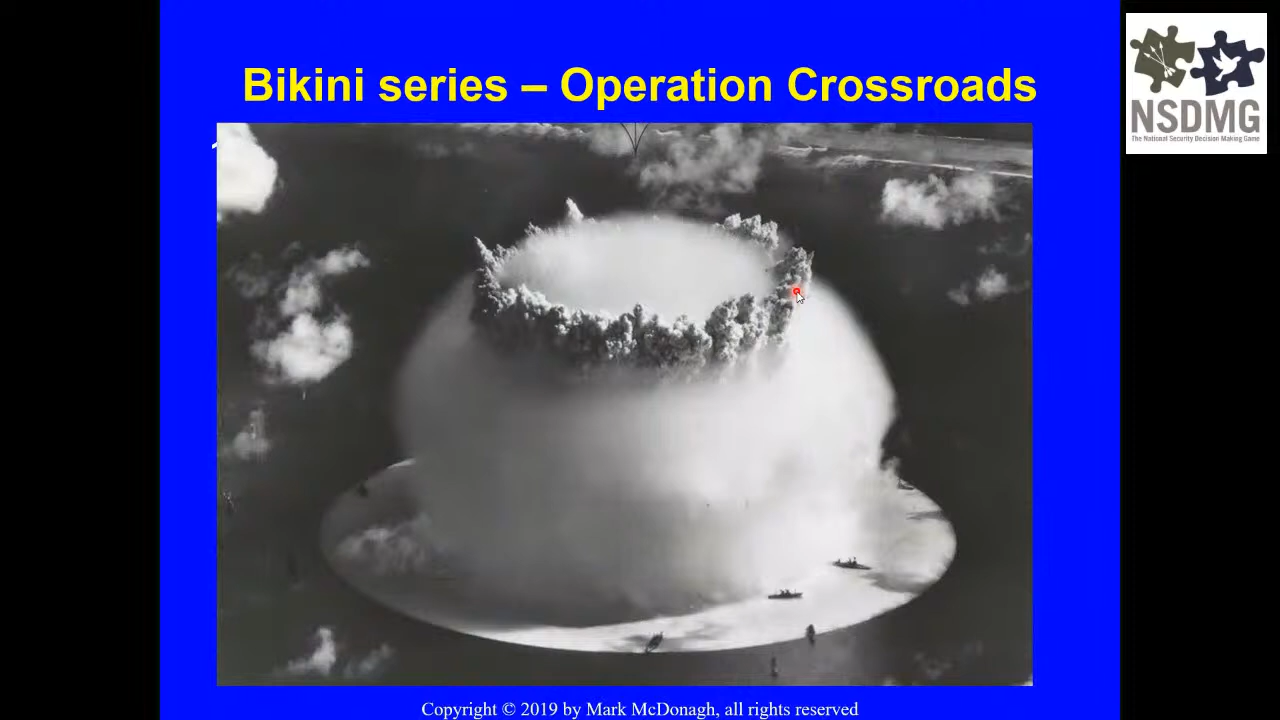 Bikini series – Operation Crossroads
NSDMG
The National Security Decision Making Game
Copyright © 2019 by Mark McDonagh, all rights reserved